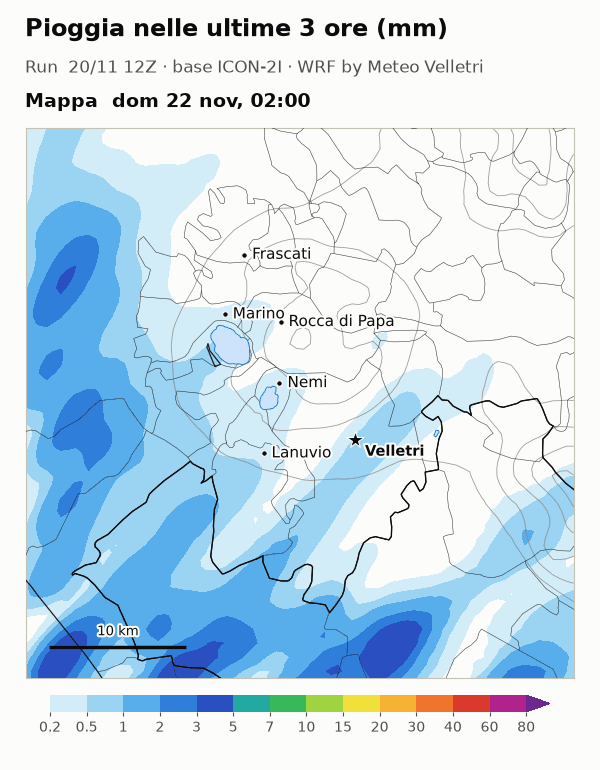 Pioggia nelle ultime 3 ore (mm)
Run  20/11 12Z · base ICON-2I · WRF by Meteo Velletri
Mappa  dom 22 nov, 02:00
Frascati
Marino
Rocca di Papa
Nemi
Velletri
Lanuvio
10 km
0.2 0.5 1 2 3 5 7 10 15 20 30 40 60 80